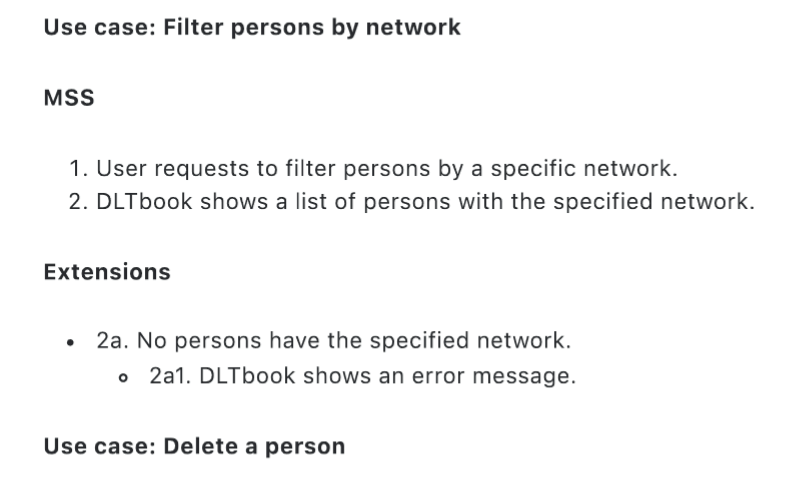 Use case: Filter persons by network
MSS
1. User requests to filter persons by a specific network.
2. DLTbook shows a list of persons with the specified network.
Extensions
• 2a. No persons have the specified network.
◦ 2a1. DLTbook shows an error message.
Use case: Delete a person